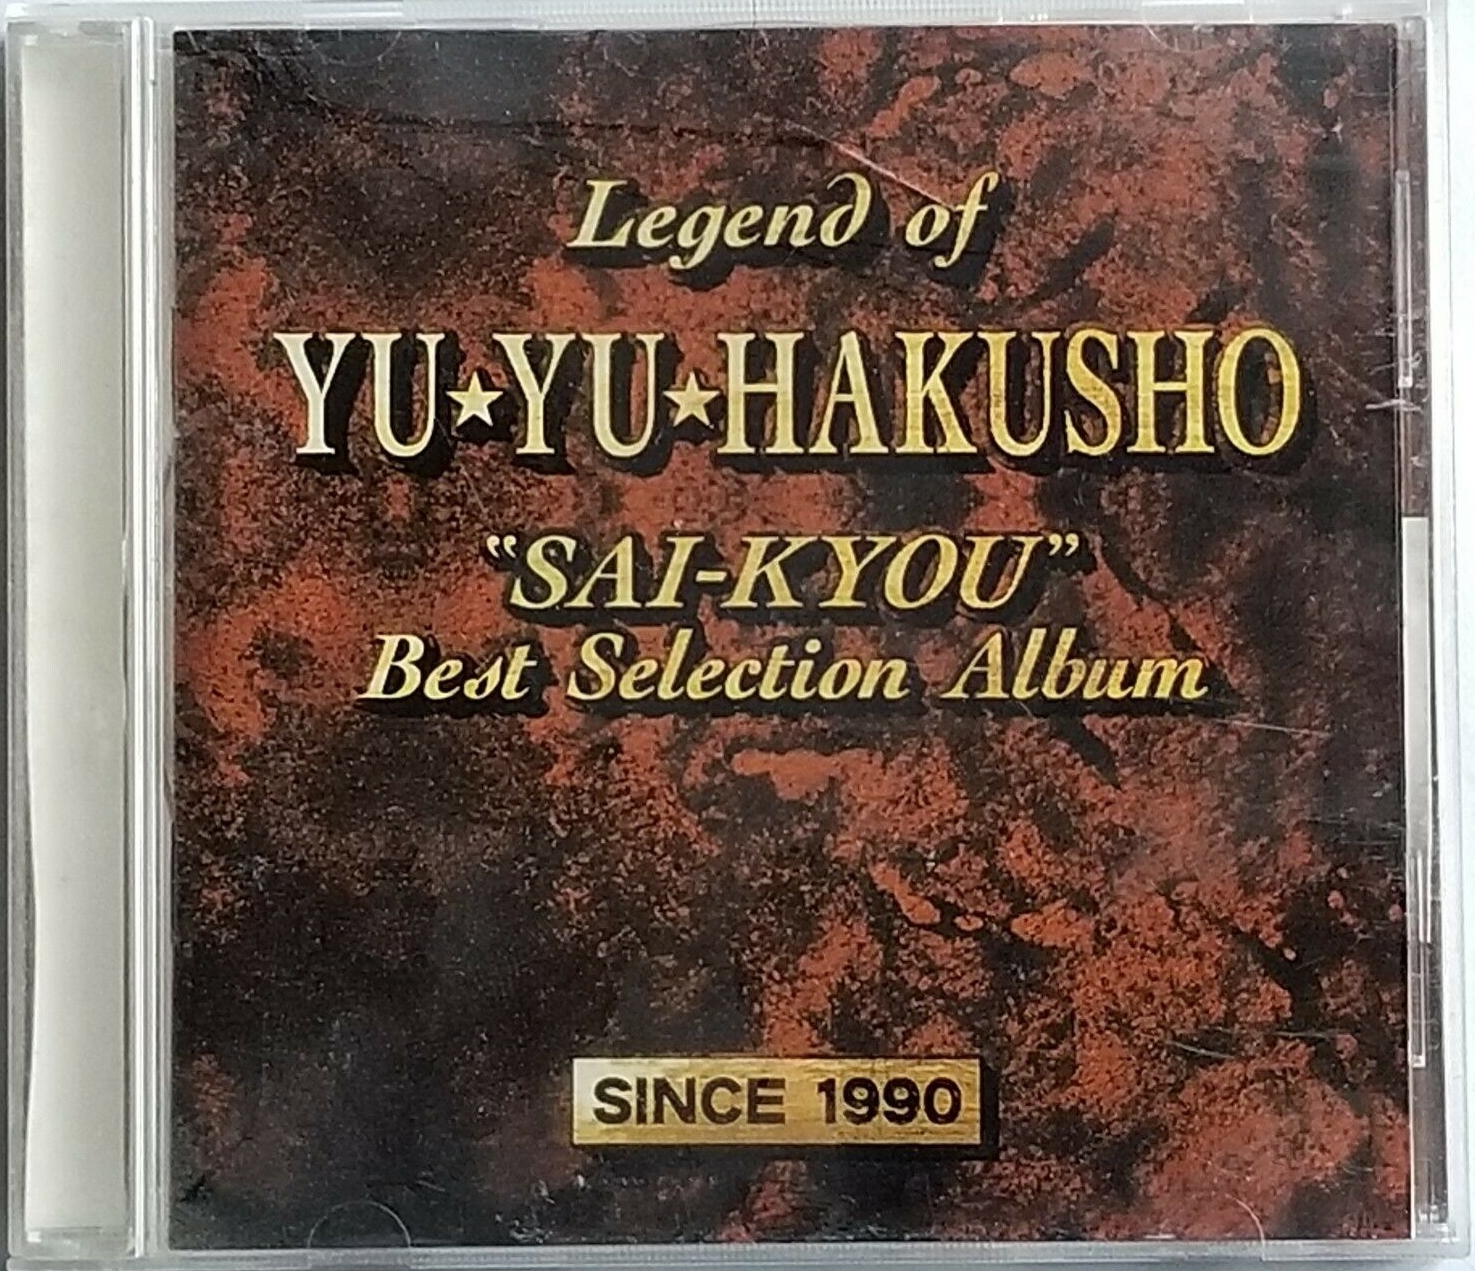 Legend of
YU★YU★HAKUSHO
“SAI-KYOU”
Best Selection Album
SINCE 1990